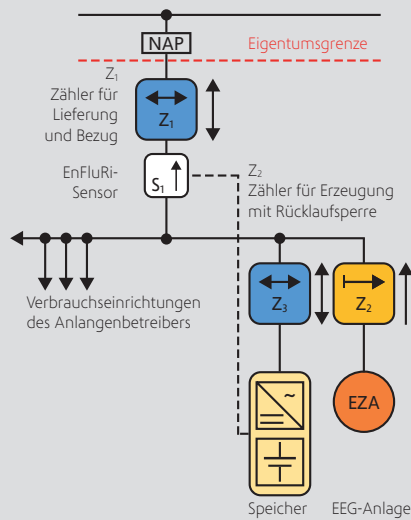 NAP
Eigentumsgrenze
Z1
Zähler für
Lieferung
und Bezug
Z1
EnFluRi-
Sensor
S1
Z2
Zähler für Erzeugung
mit Rücklaufsperre
Verbrauchseinrichtungen
des Anlangenbetreibers
Z3
Z2
~
EZA
Speicher
EEG-Anlage